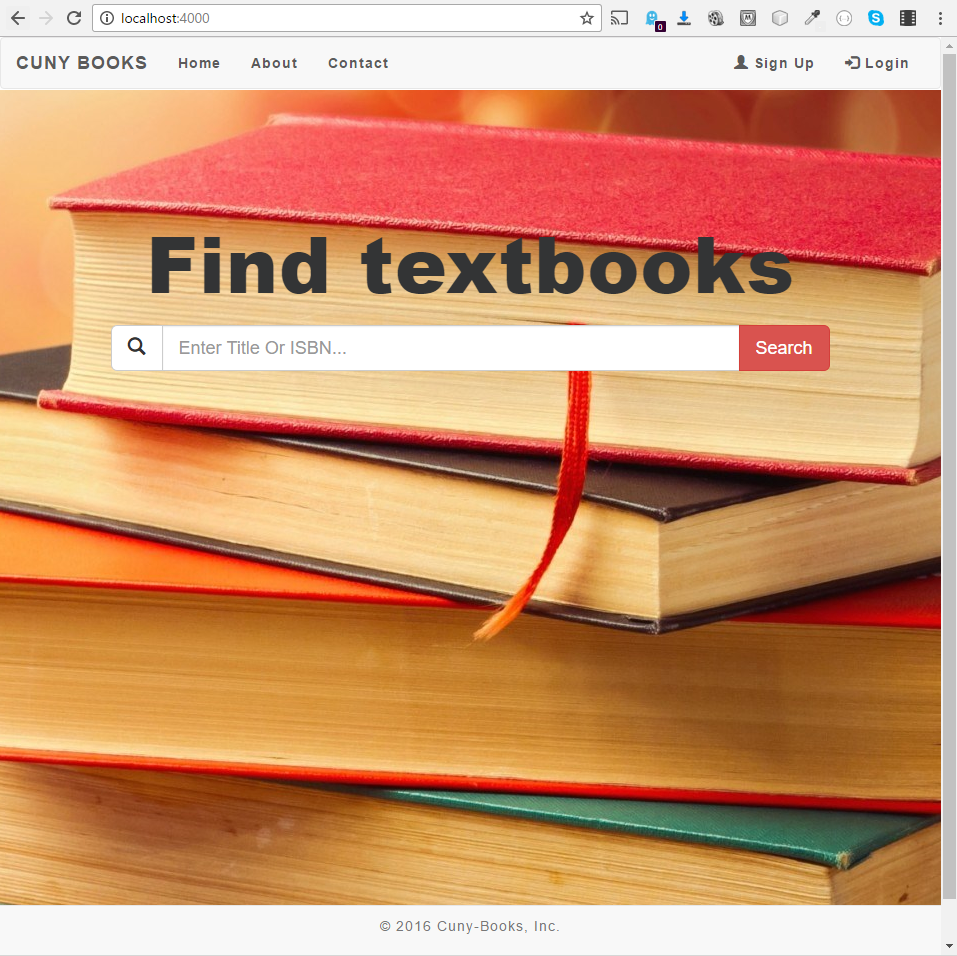 localhost:4000
0
CUNY BOOKS Home About Contact Sign Up Login
Find textbooks
Enter Title Or ISBN... Search
© 2016 Cuny-Books, Inc.